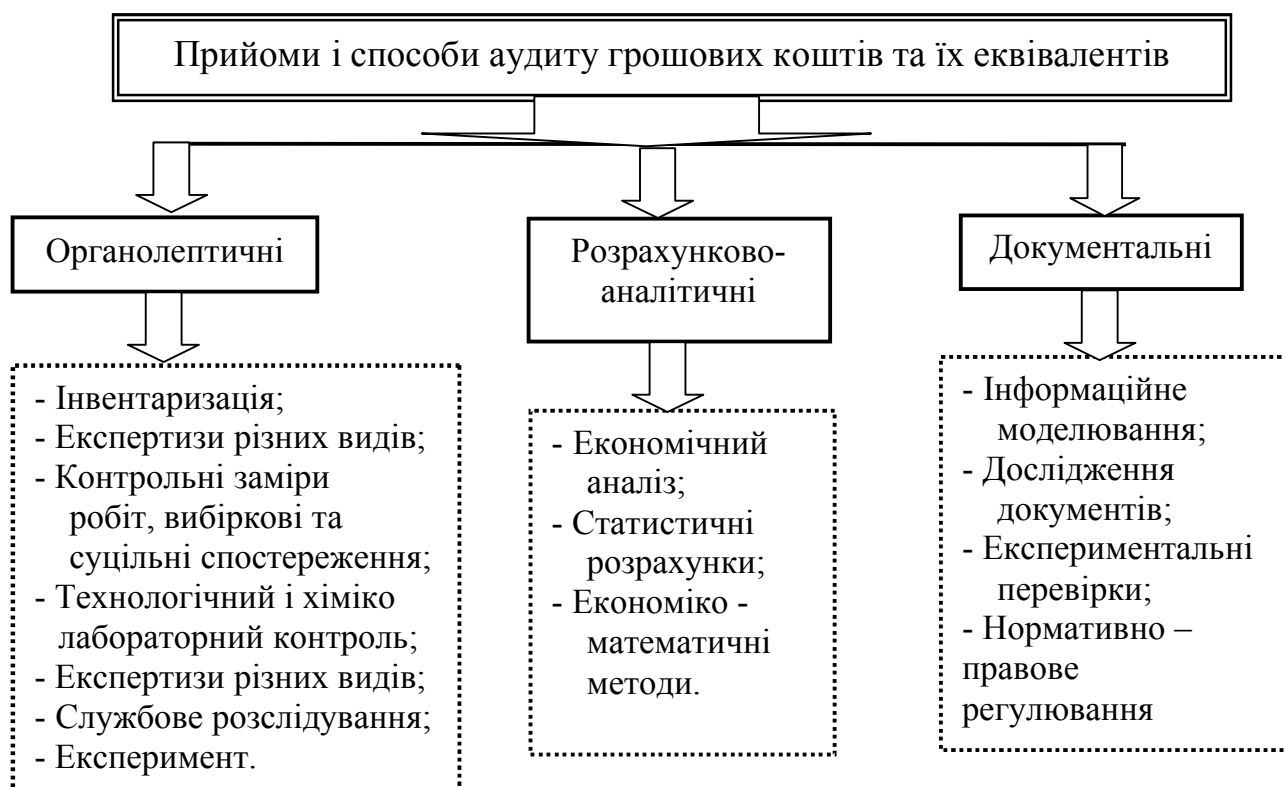 Прийоми і способи аудиту грошових коштів та їх еквівалентів
Органолептичні
Розрахунково-
аналітичні
Документальні
- Інвентаризація;
- Експертизи різних видів;
- Контрольні заміри
робіт, вибіркові та
суцільні спостереження;
- Технологічний і хіміко
лабораторний контроль;
- Експертизи різних видів;
- Службове розслідування;
- Експеримент.
- Економічний
аналіз;
- Статистичні
розрахунки;
- Економіко -
математичні
методи.
- Інформаційне
моделювання;
- Дослідження
документів;
- Експериментальні
перевірки;
- Нормативно –
правове
регулювання